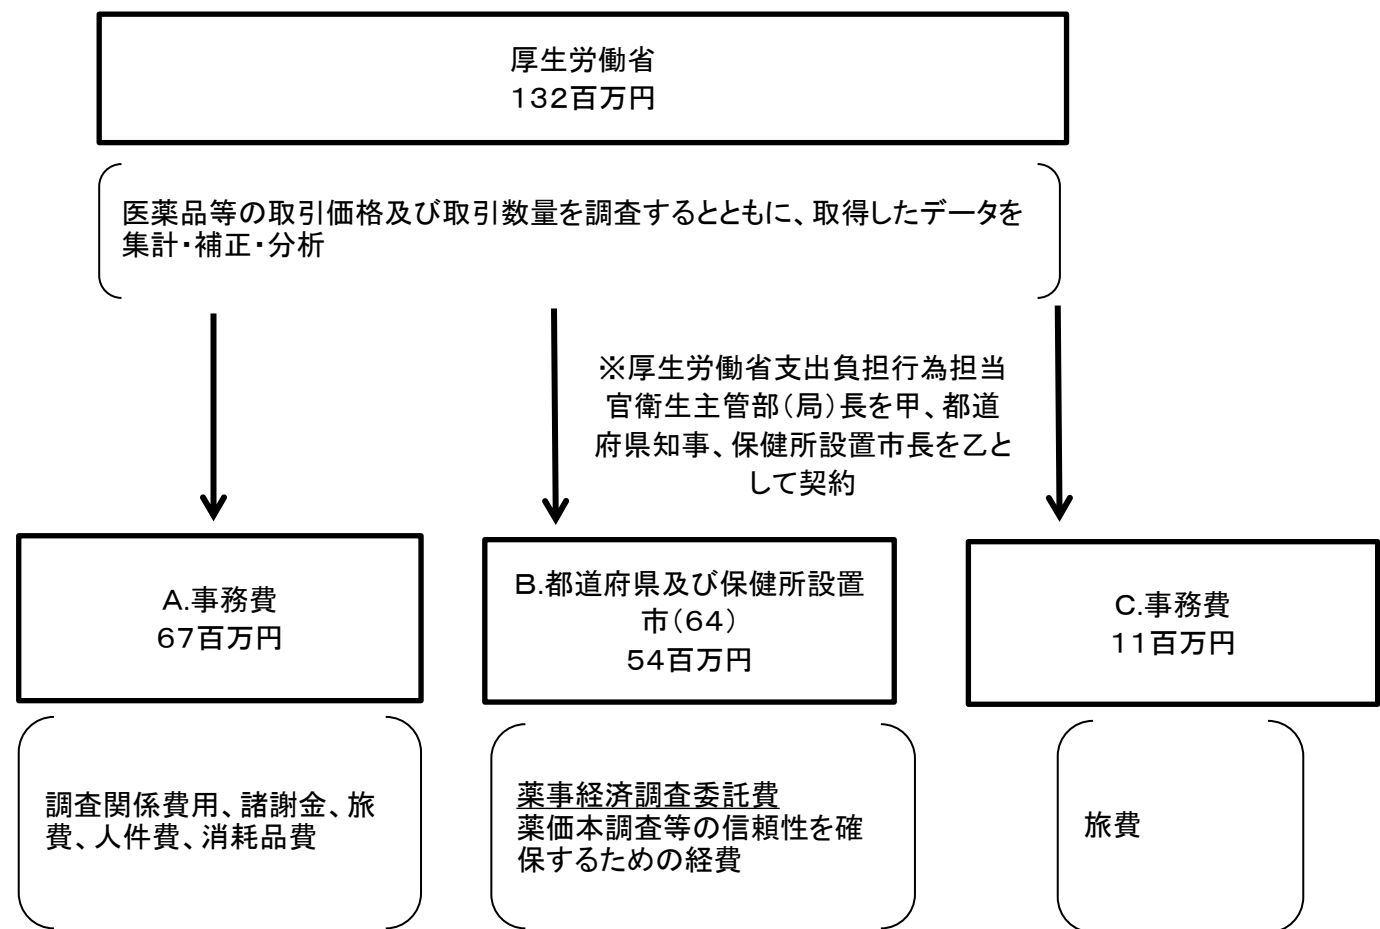 厚生労働省
132百万円
医薬品等の取引価格及び取引数量を調査するとともに、取得したデータを
集計・補正・分析
※厚生労働省支出負担行為担当
官衛生主管部(局)長を甲、都道
府県知事、保健所設置市長を乙と
して契約
A.事務費
67百万円
B.都道府県及び保健所設置
市(64)
54百万円
C.事務費
11百万円
調査関係費用、諸謝金、旅
費、人件費、消耗品費
薬事経済調査委託費
薬価本調査等の信頼性を確
保するための経費
旅費